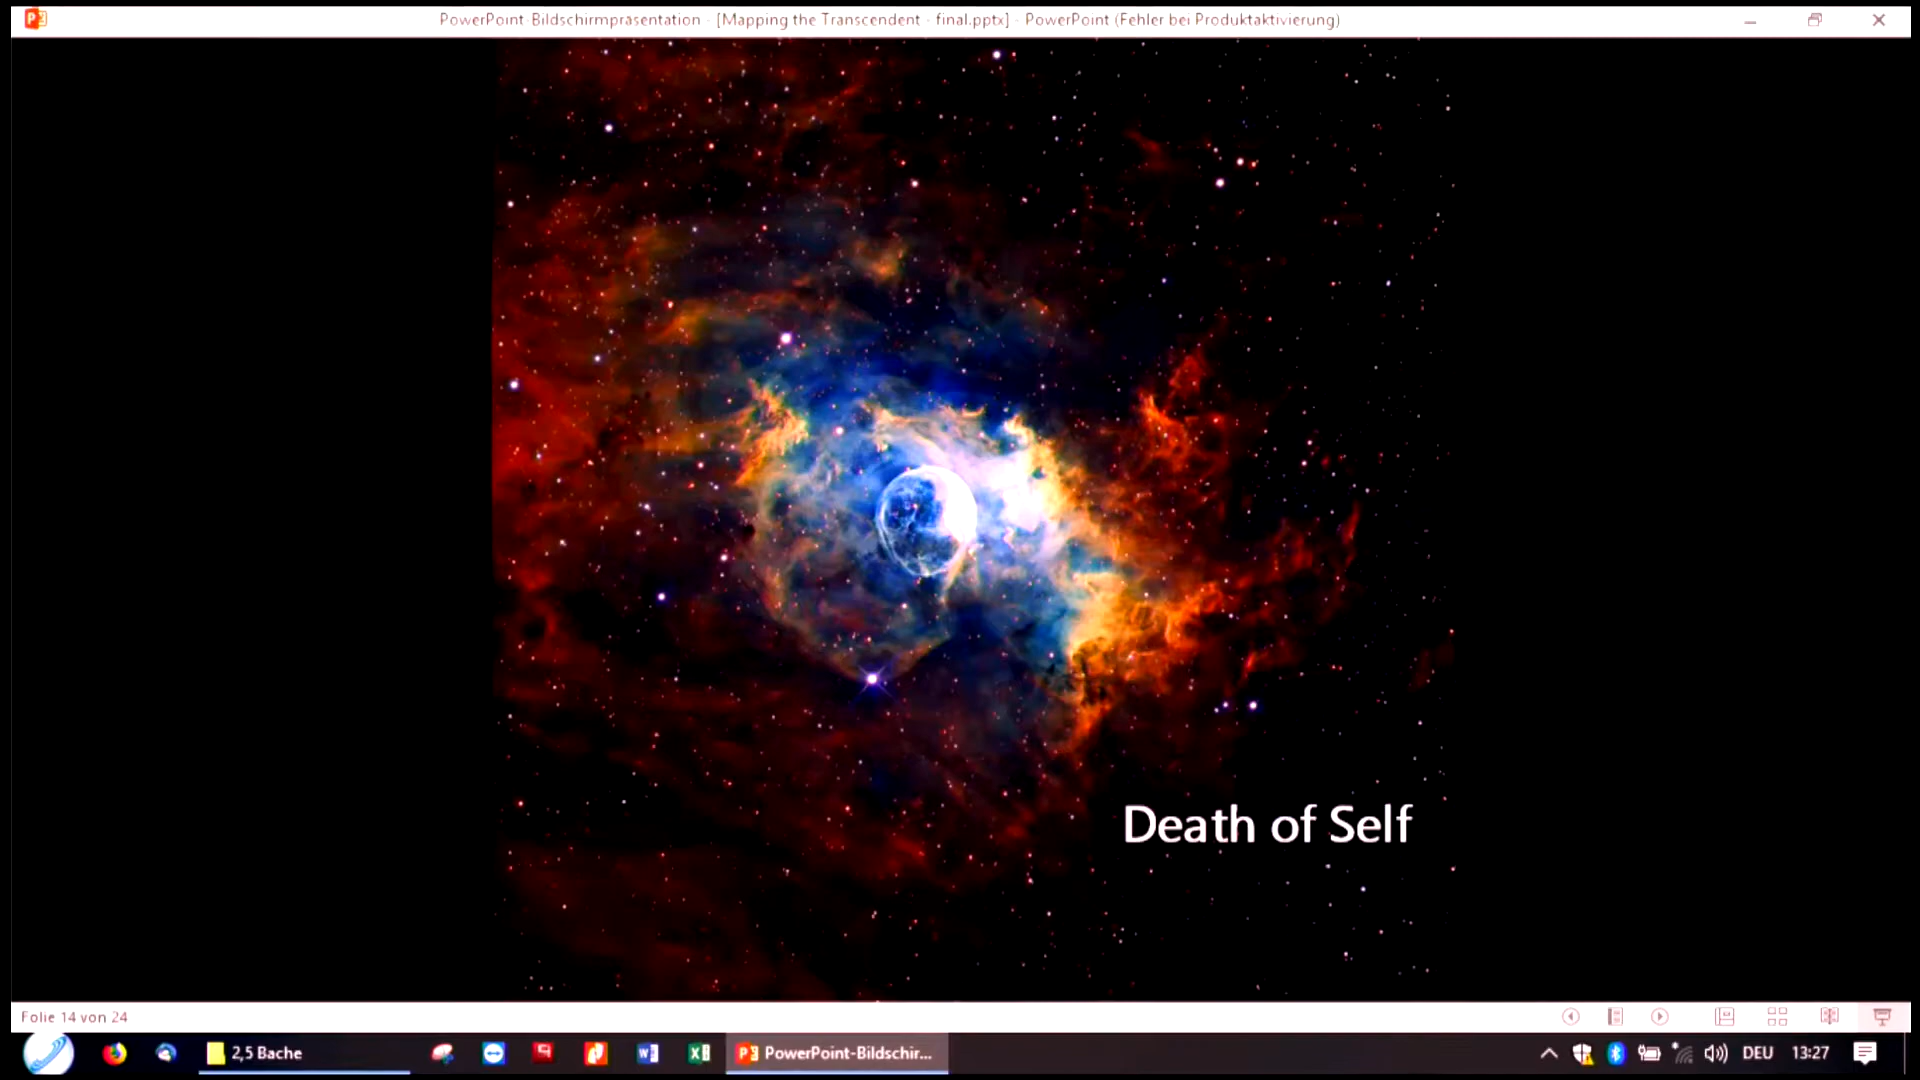 PowerPoint-Bildschirmpräsentation - [Mapping the Transcendent - final.pptx] - PowerPoint (Fehler bei Produktaktivierung)
Death of Self
Folie 14 von 24
2,5 Bache
PowerPoint-Bildschir...
DEU
13:27